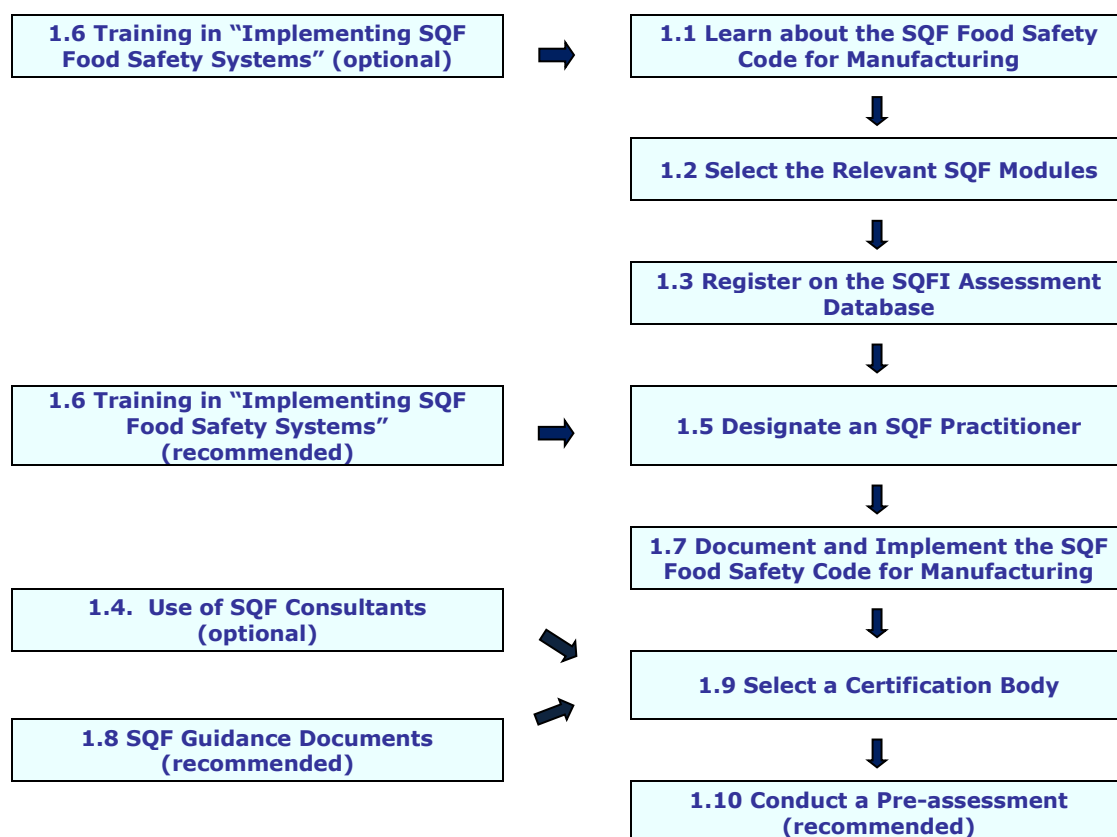 1.6 Training in “Implementing SQF
Food Safety Systems” (optional)
1.1 Learn about the SQF Food Safety
Code for Manufacturing
1.2 Select the Relevant SQF Modules
1.3 Register on the SQFI Assessment
Database
1.6 Training in “Implementing SQF
Food Safety Systems”
(recommended)
1.5 Designate an SQF Practitioner
1.7 Document and Implement the SQF
Food Safety Code for Manufacturing
1.4.  Use of SQF Consultants
(optional)
1.9 Select a Certification Body
1.8 SQF Guidance Documents
(recommended)
1.10 Conduct a Pre-assessment
(recommended)